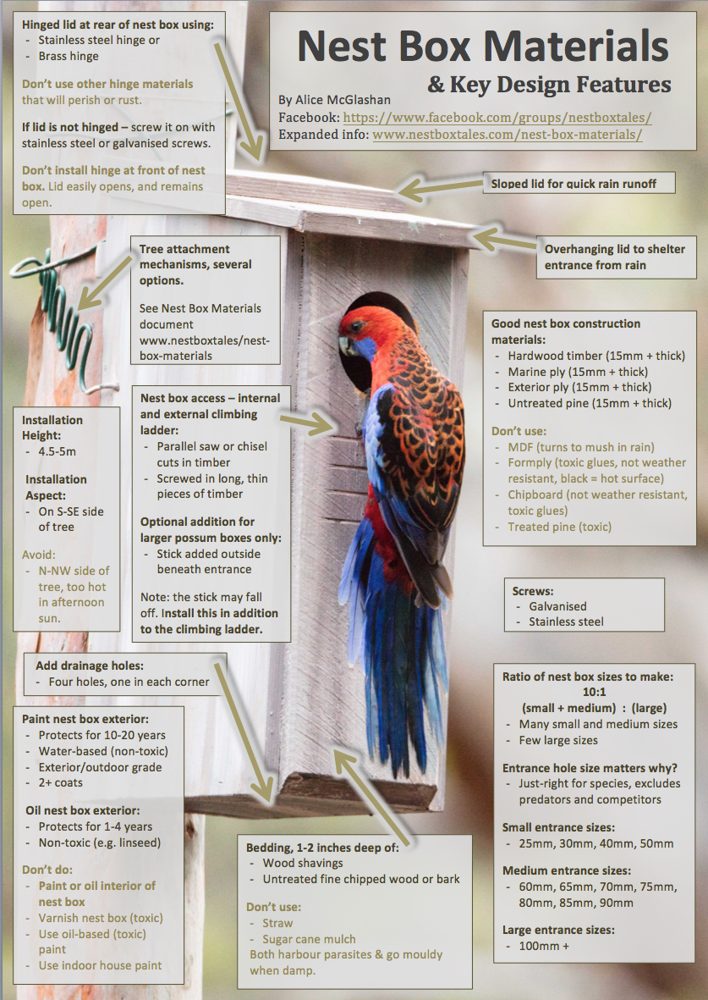 Hinged lid at rear of nest box using:
- Stainless steel hinge or
- Brass hinge
Don't use other hinge materials
that will perish or rust.
If lid is not hinged – screw it on with
stainless steel or galvanised screws.
Don't install hinge at front of nest
box. Lid easily opens, and remains
open.
Nest Box Materials
& Key Design Features
By Alice McGlashan
Facebook: https://www.facebook.com/groups/nestboxtales/
Expanded info: www.nestboxtales.com/nest-box-materials/
Sloped lid for quick rain runoff
Overhanging lid to shelter
entrance from rain
Tree attachment
mechanisms, several
options.
See Nest Box Materials
document
www.nestboxtales/nest-
box-materials
Good nest box construction
materials:
- Hardwood timber (15mm + thick)
- Marine ply (15mm + thick)
- Exterior ply (15mm + thick)
- Untreated pine (15mm + thick)
Don't use:
- MDF (turns to mush in rain)
- Formply (toxic glues, not weather
resistant, black = hot surface)
- Chipboard (not weather resistant,
toxic glues)
- Treated pine (toxic)
Nest box access – internal
and external climbing
ladder:
- Parallel saw or chisel
cuts in timber
- Screwed in long, thin
pieces of timber
Optional addition for
larger possum boxes only:
- Stick added outside
beneath entrance
Note: the stick may fall
off. Install this in addition
to the climbing ladder.
Installation
Height:
- 4.5-5m
Installation
Aspect:
- On S-SE side
of tree
Avoid:
- N-NW side of
tree, too hot
in afternoon
sun.
Screws:
- Galvanised
- Stainless steel
Add drainage holes:
- Four holes, one in each corner
Paint nest box exterior:
- Protects for 10-20 years
- Water-based (non-toxic)
- Exterior/outdoor grade
- 2+ coats
Oil nest box exterior:
- Protects for 1-4 years
- Non-toxic (e.g. linseed)
Don't do:
- Paint or oil interior of
nest box
- Varnish nest box (toxic)
- Use oil-based (toxic)
paint
- Use indoor house paint
Bedding, 1-2 inches deep of:
- Wood shavings
- Untreated fine chipped wood or bark
Don't use:
- Straw
- Sugar cane mulch
Both harbour parasites & go mouldy
when damp.
Ratio of nest box sizes to make:
10:1
(small + medium) : (large)
- Many small and medium sizes
- Few large sizes
Entrance hole size matters why?
- Just-right for species, excludes
predators and competitors
Small entrance sizes:
- 25mm, 30mm, 40mm, 50mm
Medium entrance sizes:
- 60mm, 65mm, 70mm, 75mm,
80mm, 85mm, 90mm
Large entrance sizes:
- 100mm +